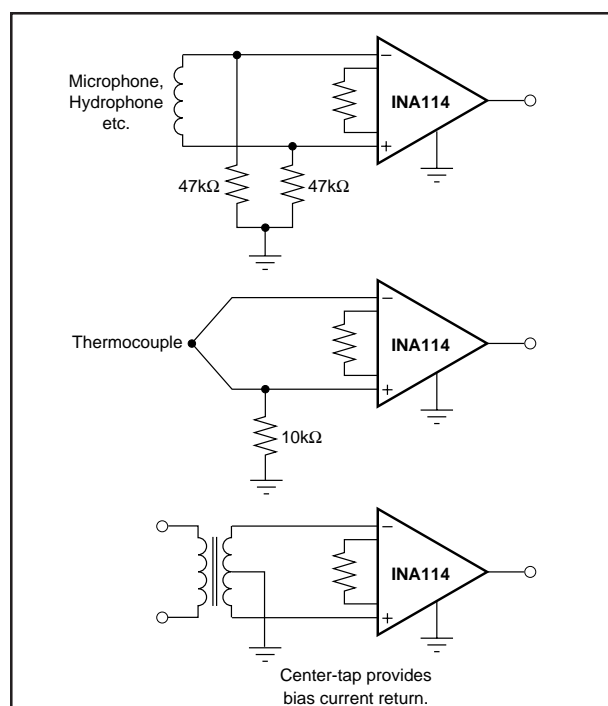 Microphone,
Hydrophone
etc.
−
INA114
+
47kΩ 47kΩ
Thermocouple
−
INA114
+
10kΩ
−
INA114
+
Center-tap provides
bias current return.